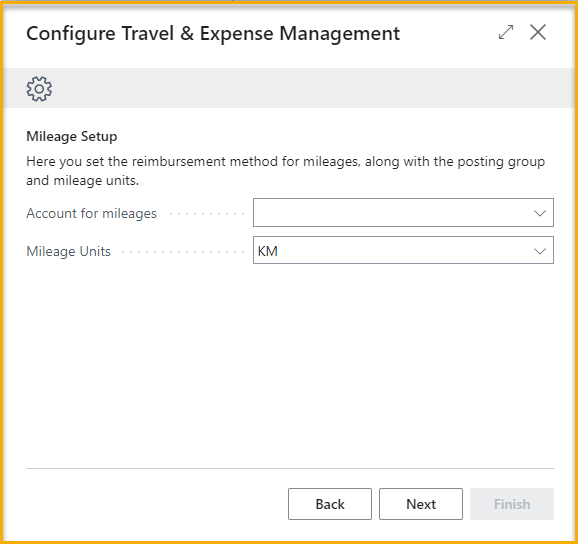 Configure Travel & Expense Management
Mileage Setup
Here you set the reimbursement method for mileages, along with the posting group
and mileage units.
Account for mileages
Mileage Units KM
Back Next Finish